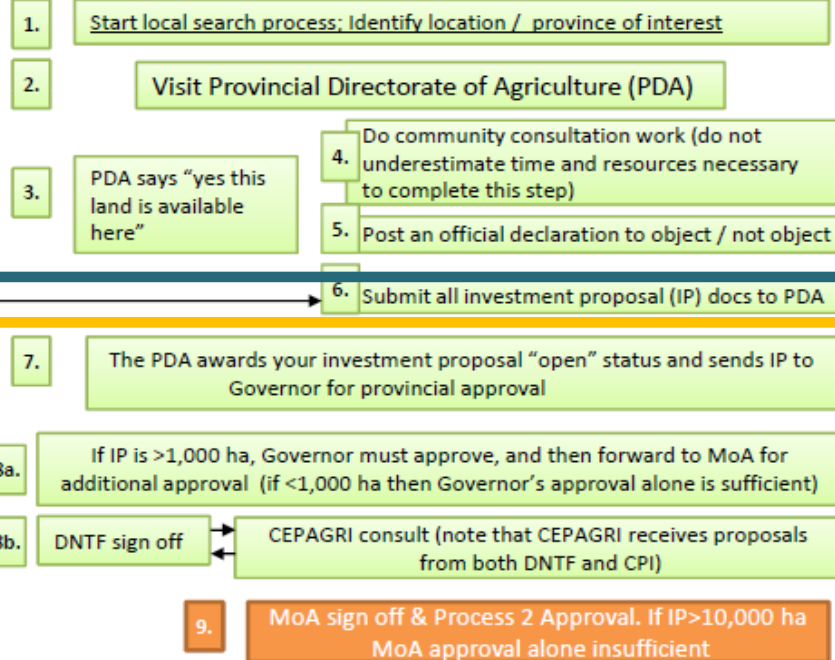 1. Start local search process; Identify location / province of interest
2. Visit Provincial Directorate of Agriculture (PDA)
3. PDA says “yes this
land is available
here”
4. Do community consultation work (do not
underestimate time and resources necessary
to complete this step)
5. Post an official declaration to object / not object
6. Submit all investment proposal (IP) docs to PDA
7. The PDA awards your investment proposal “open” status and sends IP to
Governor for provincial approval
8a. If IP is >1,000 ha, Governor must approve, and then forward to MoA for
additional approval (if <1,000 ha then Governor’s approval alone is sufficient)
8b. DNTF sign off
CEPAGRI consult (note that CEPAGRI receives proposals
from both DNTF and CPI)
9. MoA sign off & Process 2 Approval. If IP>10,000 ha
MoA approval alone insufficient